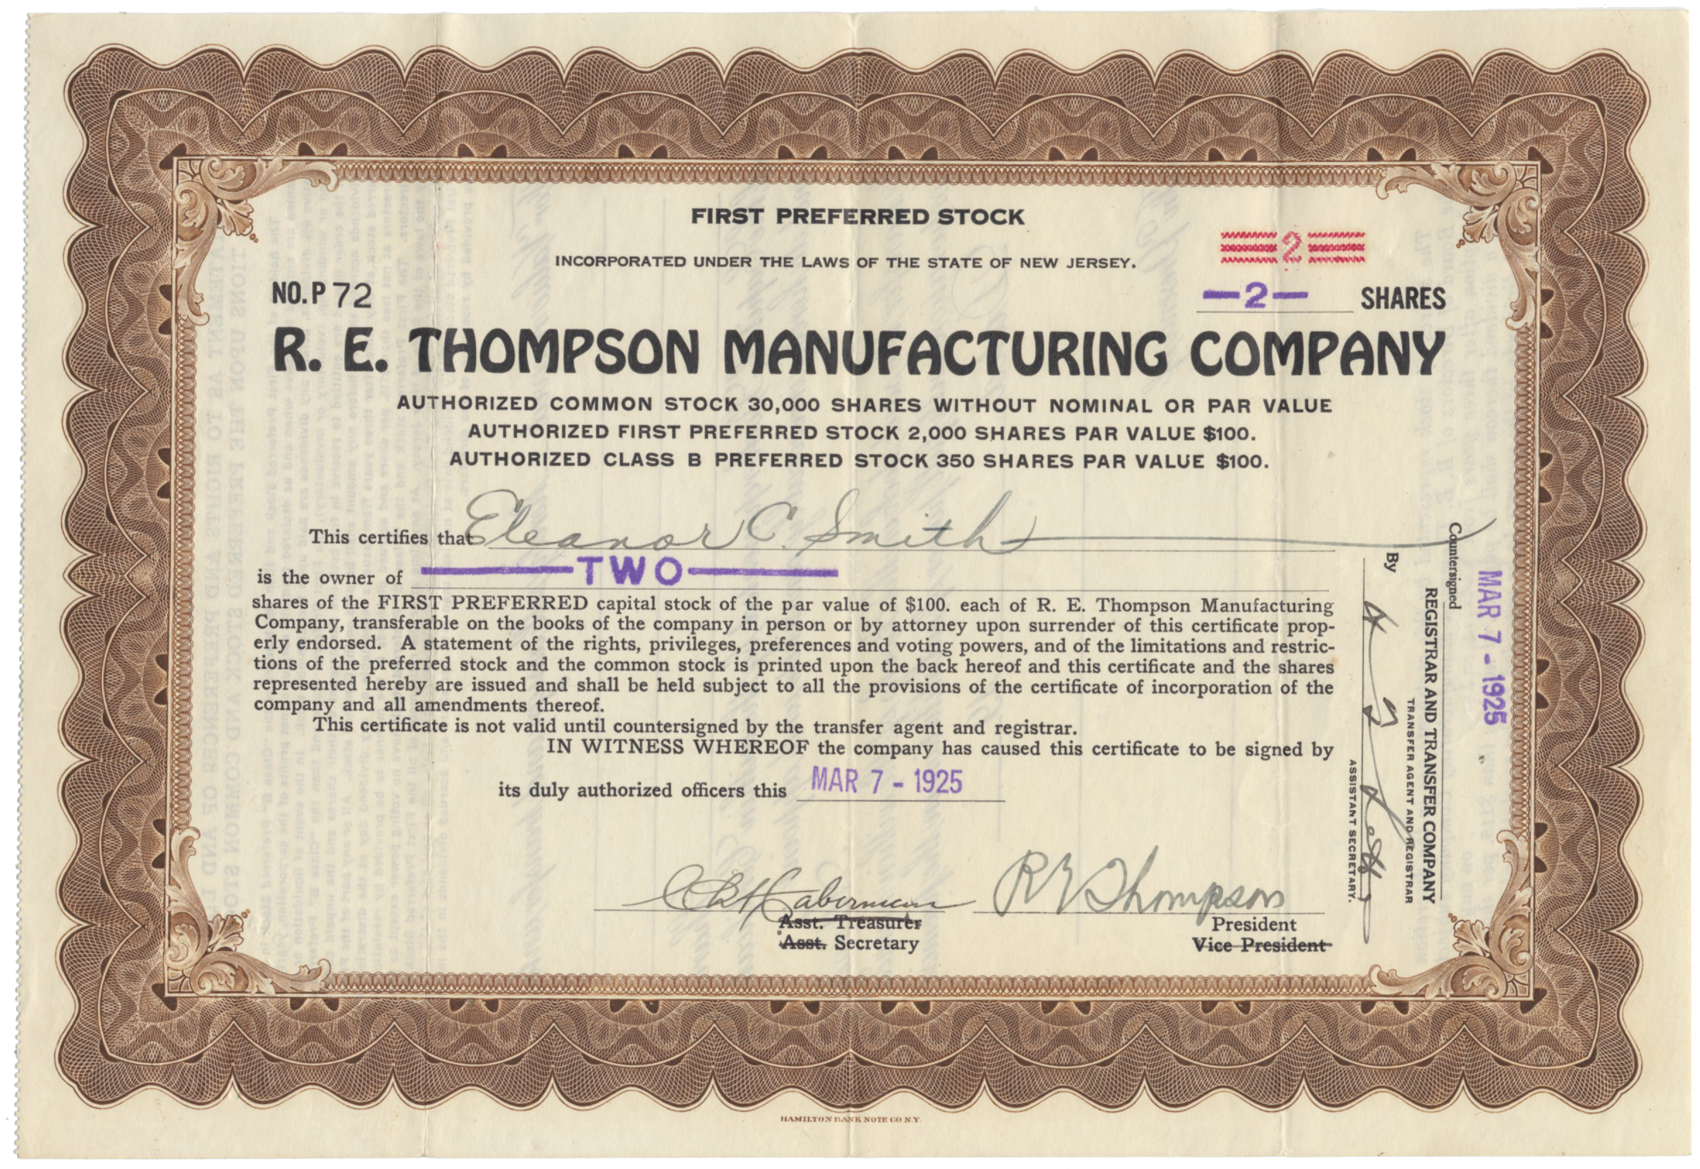 FIRST PREFERRED STOCK
2
INCORPORATED UNDER THE LAWS OF THE STATE OF NEW JERSEY.
NO. P 72
—2— SHARES
R. E. THOMPSON MANUFACTURING COMPANY
AUTHORIZED COMMON STOCK 30,000 SHARES WITHOUT NOMINAL OR PAR VALUE
AUTHORIZED FIRST PREFERRED STOCK 2,000 SHARES PAR VALUE $100.
AUTHORIZED CLASS B PREFERRED STOCK 350 SHARES PAR VALUE $100.
This certifies that Eleanor C. Smith
is the owner of ——TWO——
shares of the FIRST PREFERRED capital stock of the par value of $100. each of R. E. Thompson Manufacturing
Company, transferable on the books of the company in person or by attorney upon surrender of this certificate prop-
erly endorsed. A statement of the rights, privileges, preferences and voting powers, and of the limitations and restric-
tions of the preferred stock and the common stock is printed upon the back hereof and this certificate and the shares
represented hereby are issued and shall be held subject to all the provisions of the certificate of incorporation of the
company and all amendments thereof.
This certificate is not valid until countersigned by the transfer agent and registrar.
IN WITNESS WHEREOF the company has caused this certificate to be signed by
its duly authorized officers this MAR 7 - 1925
C B Habermann
Asst. Treasurer
Asst. Secretary
R E Thompson
President
Vice President
MAR 7 - 1925
Countersigned
REGISTRAR AND TRANSFER COMPANY
TRANSFER AGENT AND REGISTRAR
By
ASSISTANT SECRETARY.
HAMILTON BANK NOTE CO N.Y.